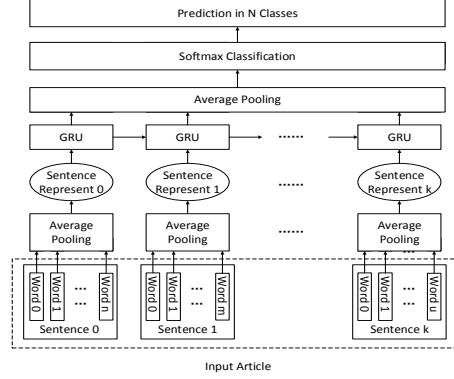 Prediction in N Classes
Softmax Classification
Average Pooling
GRU GRU ...... GRU
Sentence Represent 0
Sentence Represent 1
......
Sentence Represent k
Average Pooling
Average Pooling
......
Average Pooling
Word 0 Word 1 ... ... Word n
Sentence 0
Word 0 Word 1 ... ... Word m
Sentence 1
Word 0 Word 1 ... ... Word u
Sentence k
Input Article